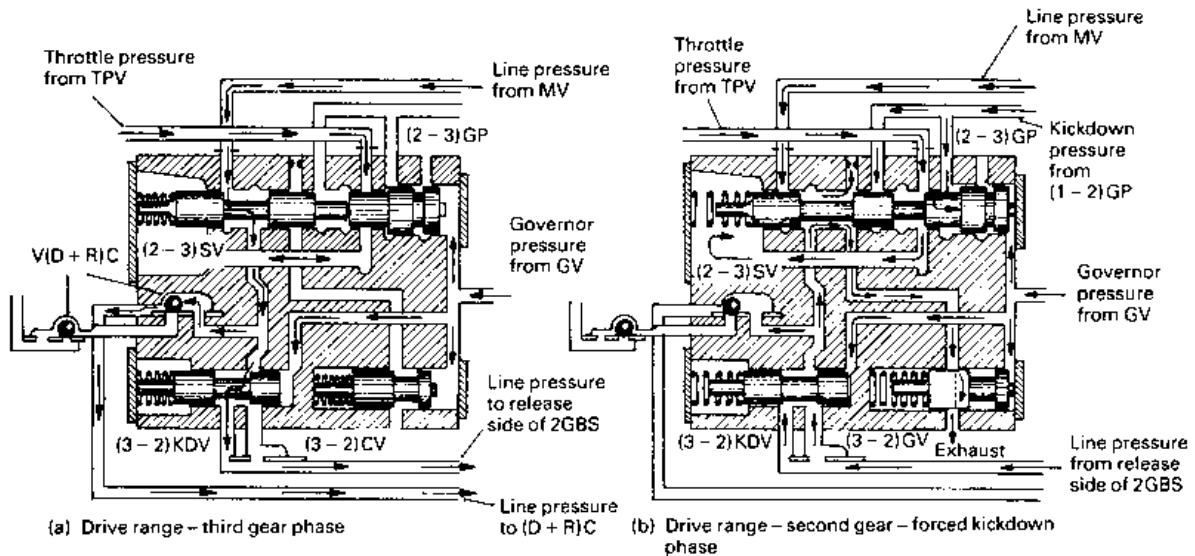 Throttle pressure
from TPV
Line pressure
from MV
(2 – 3)GP
(2 – 3)SV
V(D + R)C
Governor
pressure
from GV
(3 – 2)KDV
(3 – 2)CV
Line pressure
to release
side of 2GBS
Line pressure
to (D + R)C
(a) Drive range – third gear phase
Line pressure
from MV
Throttle
pressure
from TPV
(2 – 3)GP
Kickdown
pressure
from
(1 – 2)GP
(2 – 3)SV
Governor
pressure
from GV
(3 – 2)KDV
(3 – 2)GV
Exhaust
Line pressure
from release
side of 2GBS
(b) Drive range – second gear – forced kickdown
phase